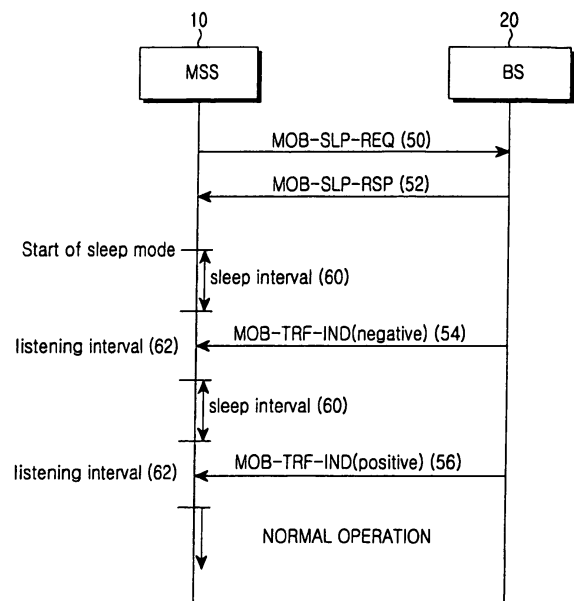 10
20
MSS
BS
MOB-SLP-REQ (50)
MOB-SLP-RSP (52)
Start of sleep mode
sleep interval (60)
MOB-TRF-IND(negative) (54)
listening interval (62)
sleep interval (60)
MOB-TRF-IND(positive) (56)
listening interval (62)
NORMAL OPERATION